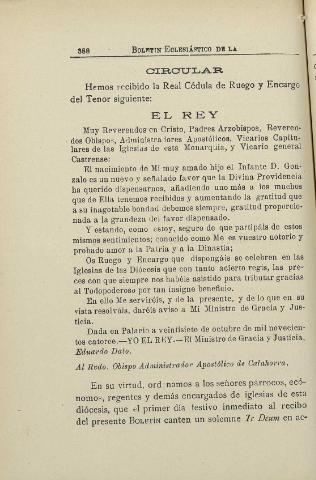 388 BOLETIN ECLESIÁSTICO DE LA
CIRCULAR
Hemos recibido la Real Cédula de Ruego y Encargo
del Tenor siguiente:
EL REY
Muy Reverendos en Cristo, Padres Arzobispos, Reveren-
dos Obispos, Administradores Apostólicos, Vicarios Capitu-
lares de las Iglesias de esta Monarquía, y Vicario general
Castrense:
El nacimiento de Mi muy amado hijo el Infante D. Gon-
zalo es un nuevo y señalado favor que la Divina Providencia
ha querido dispensarnos, añadiendo uno más a los muchos
que de Ella tenemos recibidos y aumentando la gratitud que
a su inagotable bondad debemos siempre, gratitud proporcio-
nada a la grandeza del favor dispensado.
Y estando, como estoy, seguro de que partipáis de estos
mismos sentimientos; conocido como Me es vuestro notorio y
probado amor a la Patria y a la Dinastía;
Os Ruego y Encargo que dispongáis se celebren en las
Iglesias de las Diócesis que con tanto acierto regís, las pre-
ces con que siempre nos habéis asistido para tributar gracias
al Todopoderoso por tan insigne beneficio.
En ello Me serviréis, y de la presente, y de lo que en su
vista resolváis, daréis aviso a Mi Ministro de Gracia y Jus-
ticia.
Dada en Palacio a veintisiete de octubre de mil novecien-
tos catorce.—YO EL REY.—El Ministro de Gracia y Justicia,
Eduardo Dato.
Al Rvdo. Obispo Administrador Apostólico de Calahorra.
En su virtud, ordenamos a los señores párrocos, ecó-
nomos, regentes y demás encargados de iglesias de esta
diócesis, que el primer día festivo inmediato al recibo
del presente BOLETIN canten un solemne Te Deum en ac-